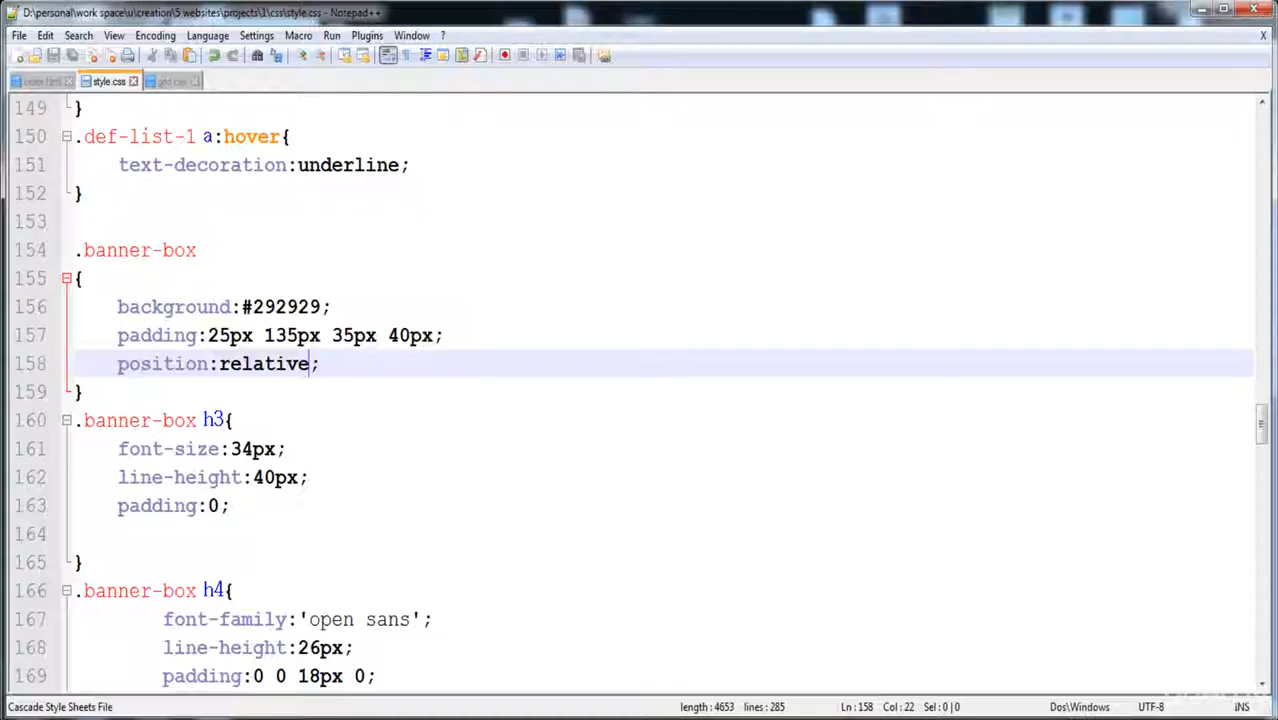 D:\personal\work space\u\creation\5 websites\projects\1\css\style.css - Notepad++
File Edit Search View Encoding Language Settings Macro Run Plugins Window ? X
index.html style.css grid.css
149 }
150 .def-list-1 a:hover{
151 text-decoration:underline;
152 }
153
154 .banner-box
155 {
156 background:#292929;
157 padding:25px 135px 35px 40px;
158 position:relative;
159 }
160 .banner-box h3{
161 font-size:34px;
162 line-height:40px;
163 padding:0;
164
165 }
166 .banner-box h4{
167 font-family:'open sans';
168 line-height:26px;
169 padding:0 0 18px 0;
Cascade Style Sheets File length : 4653 lines : 285 Ln : 158 Col : 22 Sel : 0 | 0 Dos\Windows UTF-8 INS